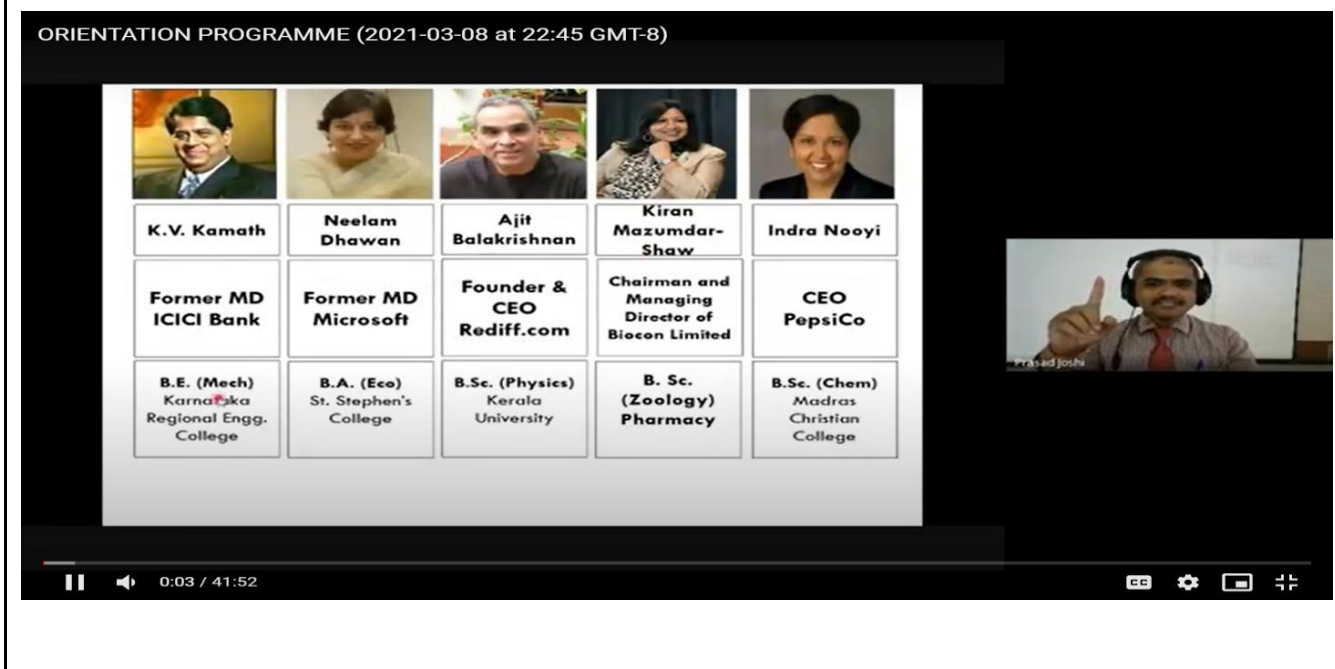 ORIENTATION PROGRAMME (2021-03-08 at 22:45 GMT-8)
K.V. Kamath
Neelam
Dhawan
Ajit
Balakrishnan
Kiran
Mazumdar-
Shaw
Indra Nooyi
Former MD
ICICI Bank
Former MD
Microsoft
Founder &
CEO
Rediff.com
Chairman and
Managing
Director of
Biocon Limited
CEO
PepsiCo
B.E. (Mech)
Karnataka
Regional Engg.
College
B.A. (Eco)
St. Stephen's
College
B.Sc. (Physics)
Kerala
University
B. Sc.
(Zoology)
Pharmacy
B.Sc. (Chem)
Madras
Christian
College
Prasad Joshi
0:03 / 41:52
CC